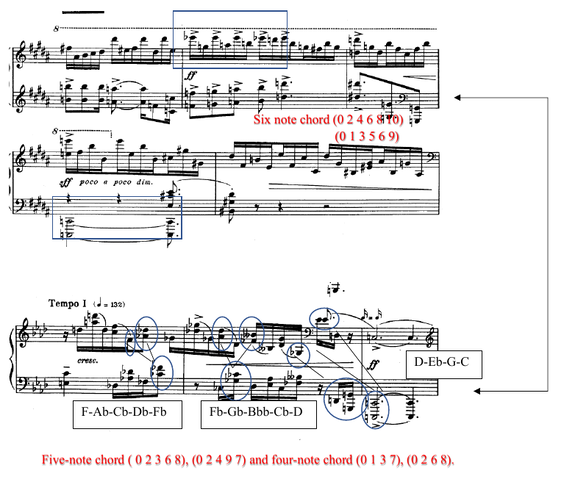 8
ff
Six note chord (0 2 4 6 8 10)
(0 1 3 5 6 9)
8
ff poco a poco dim.
Tempo I (♩ = 132)
cresc.
ff
D-Eb-G-C
F-Ab-Cb-Db-Fb
Fb-Gb-Bbb-Cb-D
Five-note chord ( 0 2 3 6 8), (0 2 4 9 7) and four-note chord (0 1 3 7), (0 2 6 8).